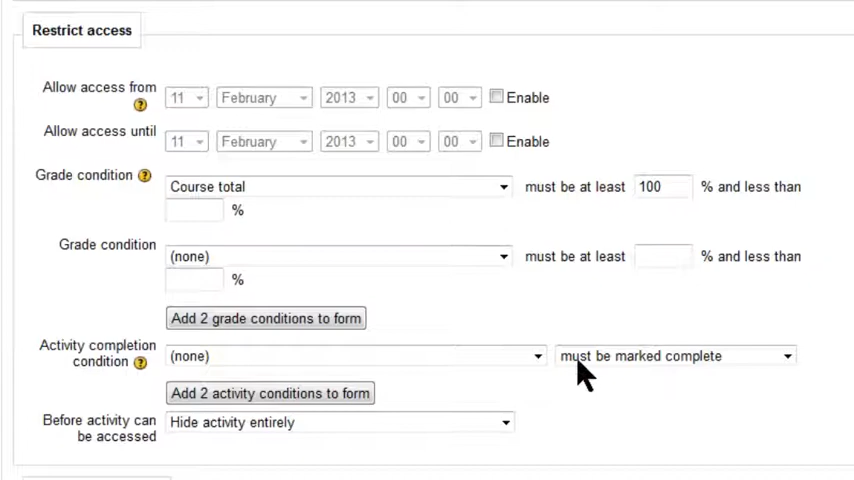 Restrict access
Allow access from 11 February 2013 00 00 Enable
Allow access until 11 February 2013 00 00 Enable
Grade condition Course total must be at least 100 % and less than
%
Grade condition (none) must be at least % and less than
%
Add 2 grade conditions to form
Activity completion condition (none) must be marked complete
Add 2 activity conditions to form
Before activity can be accessed Hide activity entirely